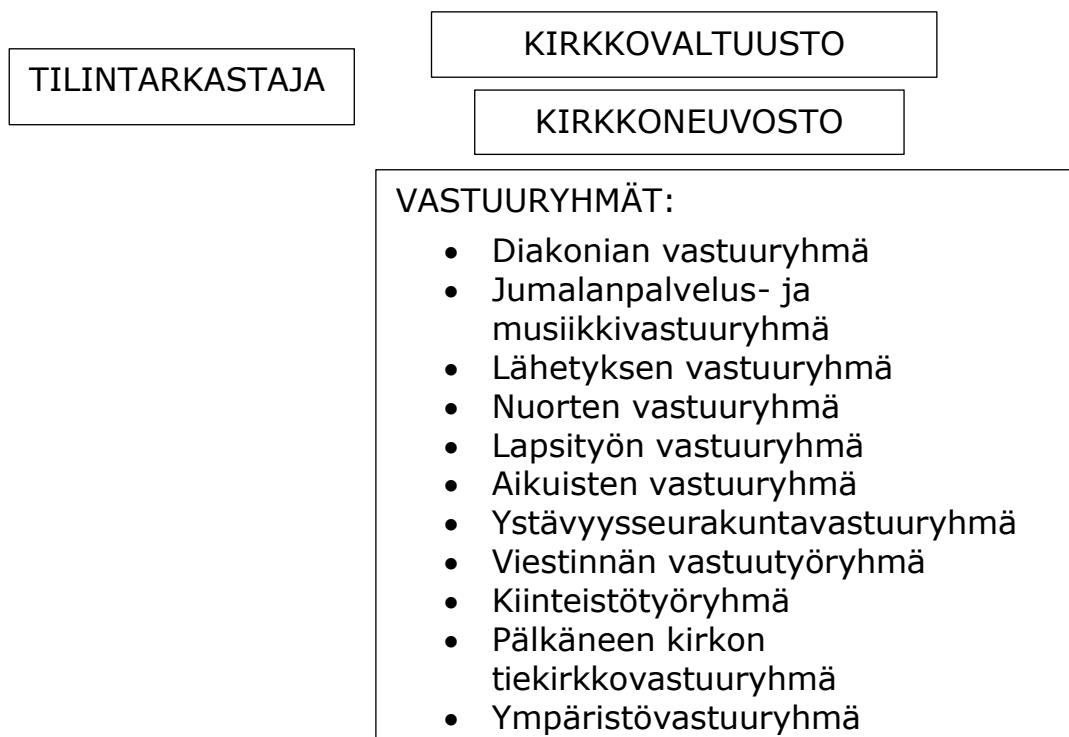 KIRKKOVALTUUSTO
TILINTARKASTAJA
KIRKKONEUVOSTO
VASTUURYHMÄT:
• Diakonian vastuuryhmä
• Jumalanpalvelus- ja
musiikkivastuuryhmä
• Lähetyksen vastuuryhmä
• Nuorten vastuuryhmä
• Lapsityön vastuuryhmä
• Aikuisten vastuuryhmä
• Ystävyysseurakuntavastuuryhmä
• Viestinnän vastuutyöryhmä
• Kiinteistötyöryhmä
• Pälkäneen kirkon
tiekirkkovastuuryhmä
• Ympäristövastuuryhmä